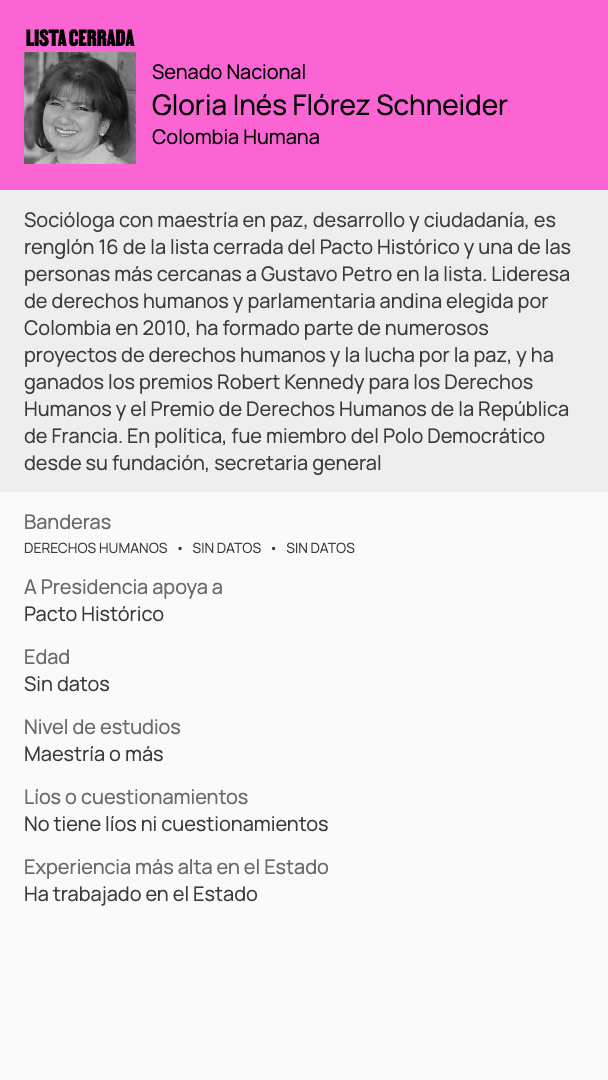 LISTA CERRADA
Senado Nacional
Gloria Inés Flórez Schneider
Colombia Humana
Socióloga con maestría en paz, desarrollo y ciudadanía, es
renglón 16 de la lista cerrada del Pacto Histórico y una de las
personas más cercanas a Gustavo Petro en la lista. Lideresa
de derechos humanos y parlamentaria andina elegida por
Colombia en 2010, ha formado parte de numerosos
proyectos de derechos humanos y la lucha por la paz, y ha
ganados los premios Robert Kennedy para los Derechos
Humanos y el Premio de Derechos Humanos de la República
de Francia. En política, fue miembro del Polo Democrático
desde su fundación, secretaria general
Banderas
DERECHOS HUMANOS • SIN DATOS • SIN DATOS
A Presidencia apoya a
Pacto Histórico
Edad
Sin datos
Nivel de estudios
Maestría o más
Líos o cuestionamientos
No tiene líos ni cuestionamientos
Experiencia más alta en el Estado
Ha trabajado en el Estado